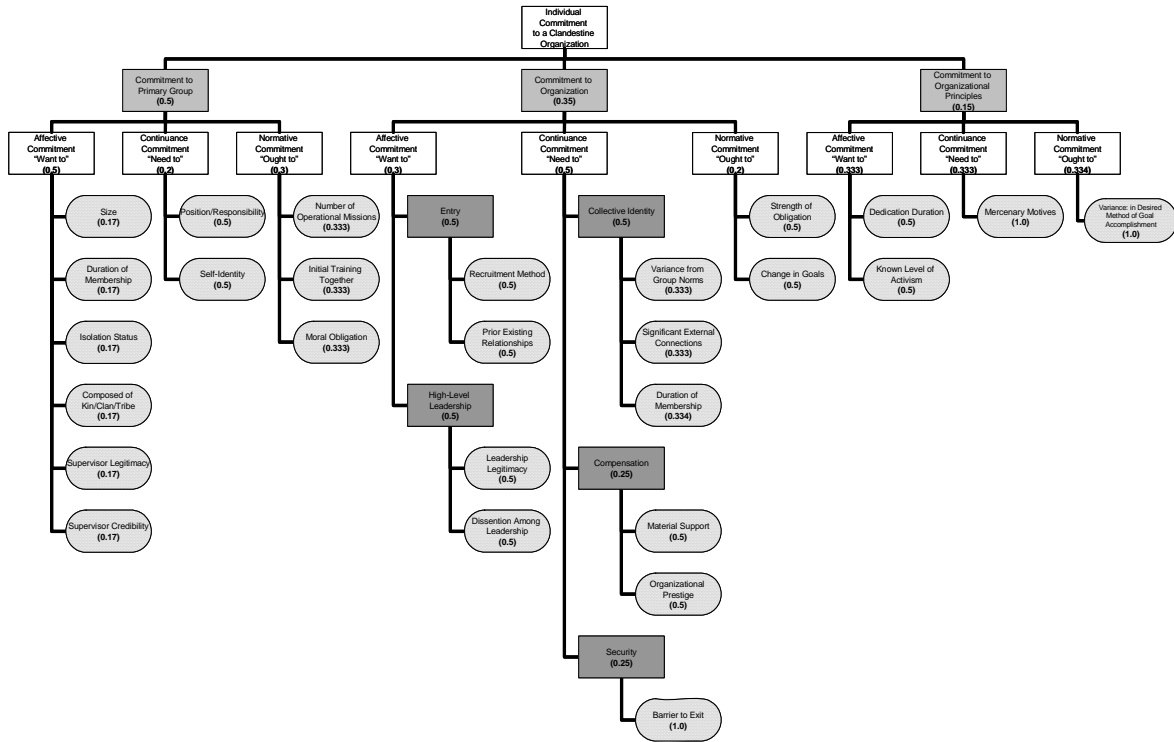 Individual
Commitment
to a Clandestine
Organization
Commitment to
Primary Group
(0.5)
Commitment to
Organization
(0.35)
Commitment to
Organizational
Principles
(0.15)
Affective
Commitment
"Want to"
(0.5)
Continuance
Commitment
"Need to"
(0.2)
Normative
Commitment
"Ought to"
(0.3)
Affective
Commitment
"Want to"
(0.3)
Continuance
Commitment
"Need to"
(0.5)
Normative
Commitment
"Ought to"
(0.2)
Affective
Commitment
"Want to"
(0.333)
Continuance
Commitment
"Need to"
(0.333)
Normative
Commitment
"Ought to"
(0.334)
Size
(0.17)
Duration of
Membership
(0.17)
Isolation Status
(0.17)
Composed of
Kin/Clan/Tribe
(0.17)
Supervisor Legitimacy
(0.17)
Supervisor Credibility
(0.17)
Position/Responsibility
(0.5)
Self-Identity
(0.5)
Number of
Operational Missions
(0.333)
Initial Training
Together
(0.333)
Moral Obligation
(0.333)
Entry
(0.5)
Recruitment Method
(0.5)
Prior Existing
Relationships
(0.5)
High-Level
Leadership
(0.5)
Leadership
Legitimacy
(0.5)
Dissention Among
Leadership
(0.5)
Collective Identity
(0.5)
Variance from
Group Norms
(0.333)
Significant External
Connections
(0.333)
Duration of
Membership
(0.334)
Compensation
(0.25)
Material Support
(0.5)
Organizational
Prestige
(0.5)
Security
(0.25)
Barrier to Exit
(1.0)
Strength of
Obligation
(0.5)
Change in Goals
(0.5)
Dedication Duration
(0.5)
Known Level of
Activism
(0.5)
Mercenary Motives
(1.0)
Variance: in Desired
Method of Goal
Accomplishment
(1.0)